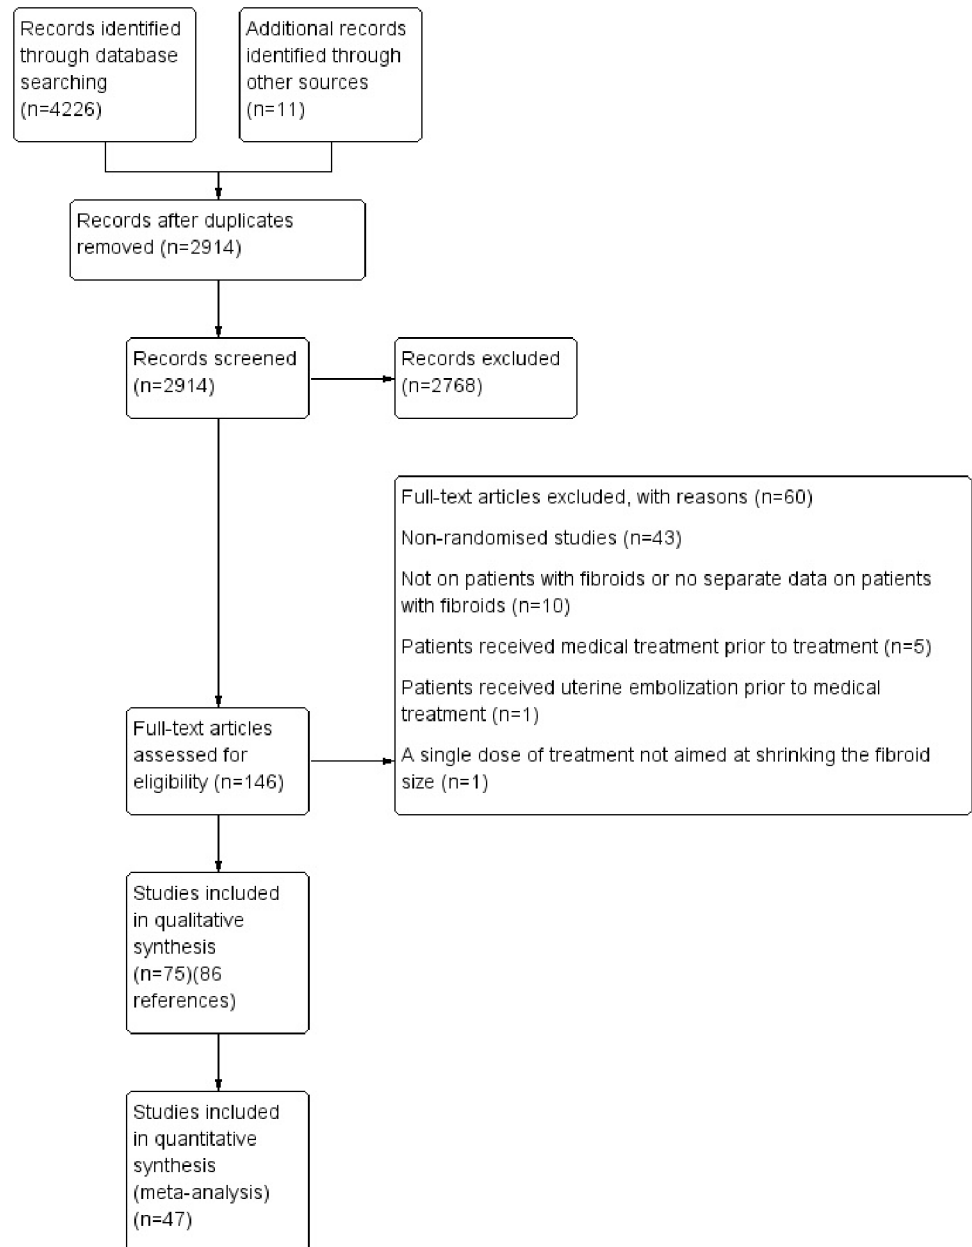 Records identified
through database
searching
(n=4226)
Additional records
identified through
other sources
(n=11)
Records after duplicates
removed (n=2914)
Records screened
(n=2914)
Records excluded
(n=2768)
Full-text articles excluded, with reasons (n=60)
Non-randomised studies (n=43)
Not on patients with fibroids or no separate data on patients
with fibroids (n=10)
Patients received medical treatment prior to treatment (n=5)
Patients received uterine embolization prior to medical
treatment (n=1)
A single dose of treatment not aimed at shrinking the fibroid
size (n=1)
Full-text articles
assessed for
eligibility (n=146)
Studies included
in qualitative
synthesis
(n=75)(86
references)
Studies included
in quantitative
synthesis
(meta-analysis)
(n=47)